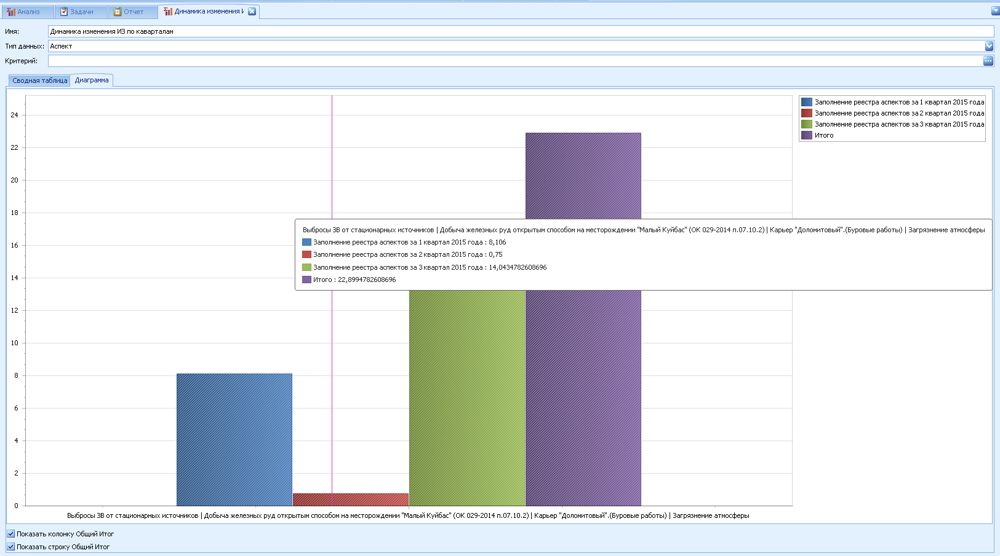 Анализ
Задачи
Отчет
Динамика изменения И
Имя:
Динамика изменения ИЗ по каварталам
Тип данных:
Аспект
Критерий:
Сводная таблица
Диаграмма
24
22
20
18
16
14
12
10
8
6
4
2
0
Заполнение реестра аспектов за 1 квартал 2015 года
Заполнение реестра аспектов за 2 квартал 2015 года
Заполнение реестра аспектов за 3 квартал 2015 года
Итого
Выбросы ЗВ от стационарных источников | Добыча железных руд открытым способом на месторождении "Малый Куйбас" (ОК 029-2014 п.07.10.2) | Карьер "Доломитовый".(Буровые работы) | Загрязнение атмосферы
Заполнение реестра аспектов за 1 квартал 2015 года : 8,106
Заполнение реестра аспектов за 2 квартал 2015 года : 0,75
Заполнение реестра аспектов за 3 квартал 2015 года : 14,0434782608696
Итого : 22,8994782608696
Выбросы ЗВ от стационарных источников | Добыча железных руд открытым способом на месторождении "Малый Куйбас" (ОК 029-2014 п.07.10.2) | Карьер "Доломитовый".(Буровые работы) | Загрязнение атмосферы
Показать колонку Общий Итог
Показать строку Общий Итог